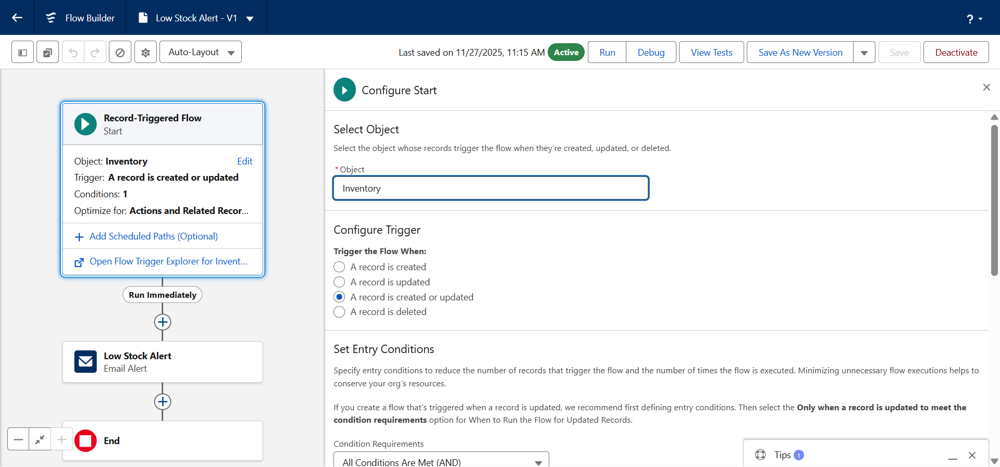 Flow Builder
Low Stock Alert - V1
?
Auto-Layout
Last saved on 11/27/2025, 11:15 AM
Active
Run
Debug
View Tests
Save As New Version
Save
Deactivate
Record-Triggered Flow
Start
Object: Inventory
Edit
Trigger: A record is created or updated
Conditions: 1
Optimize for: Actions and Related Recor...
Add Scheduled Paths (Optional)
Open Flow Trigger Explorer for Invent...
Run Immediately
Low Stock Alert
Email Alert
End
Configure Start
Select Object
Select the object whose records trigger the flow when they're created, updated, or deleted.
* Object
Inventory
Configure Trigger
Trigger the Flow When:
A record is created
A record is updated
A record is created or updated
A record is deleted
Set Entry Conditions
Specify entry conditions to reduce the number of records that trigger the flow and the number of times the flow is executed. Minimizing unnecessary flow executions helps to
conserve your org's resources.
If you create a flow that's triggered when a record is updated, we recommend first defining entry conditions. Then select the Only when a record is updated to meet the
condition requirements option for When to Run the Flow for Updated Records.
Condition Requirements
All Conditions Are Met (AND)
Tips 1